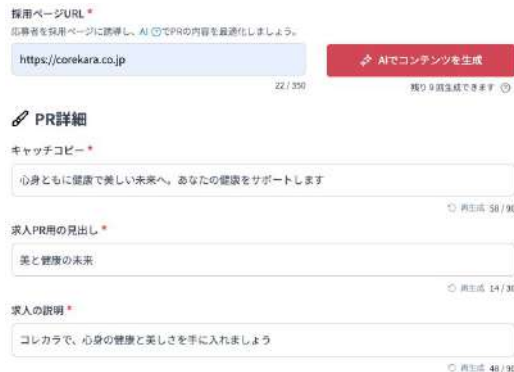 採用ページURL *
応募者を採用ページに誘導し、AI ?でPRの内容を最適化しましょう。
https://corekara.co.jp
AIでコンテンツを生成
22 / 350
残り9回生成できます ?
PR詳細
キャッチコピー *
心身ともに健康で美しい未来へ。あなたの健康をサポートします
再生成 58 / 90
求人PR用の見出し *
美と健康の未来
再生成 14 / 30
求人の説明 *
コレカラで、心身の健康と美しさを手に入れましょう
再生成 48 / 90